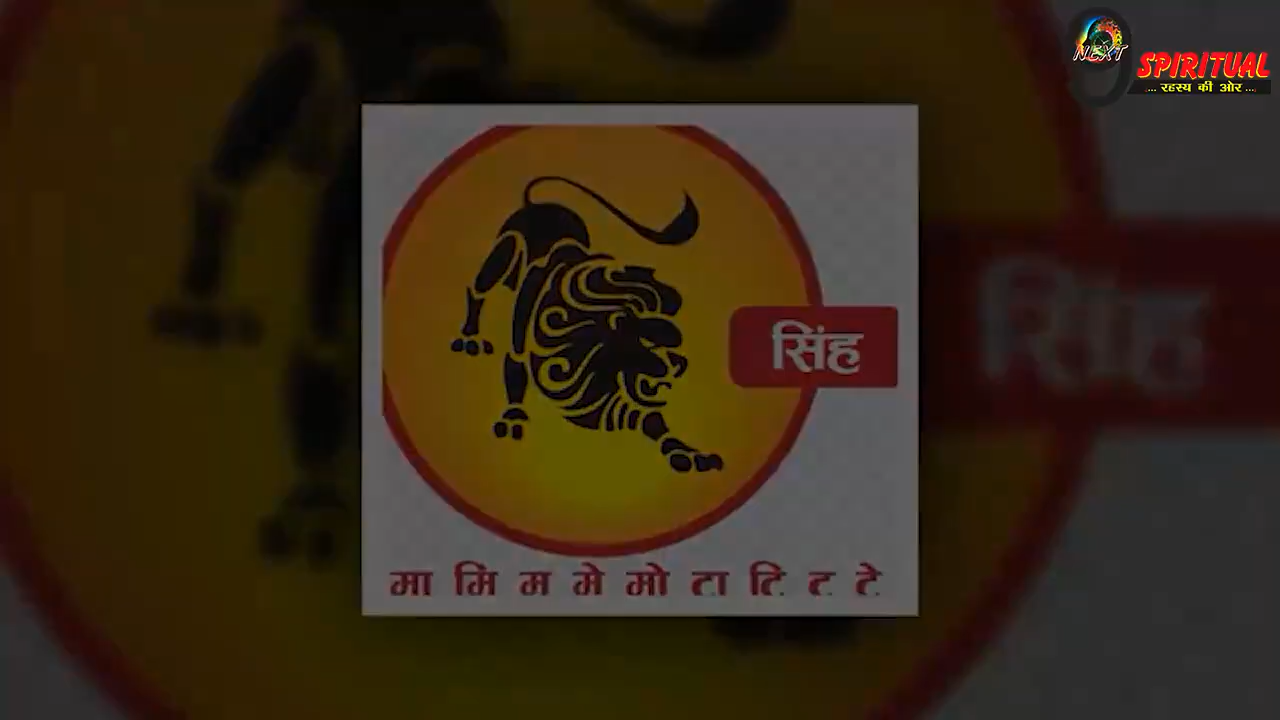 NEXT
SPIRITUAL
... रहस्य की ओर ...
सिंह
सिंह
मा मि म मे मो टा टि ट टे